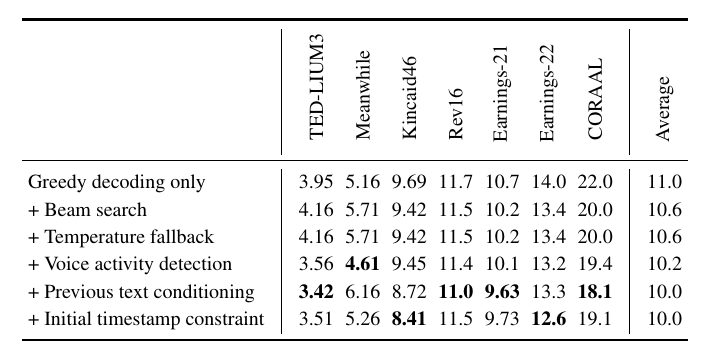 TED-LIUM3 Meanwhile Kincaid46 Rev16 Earnings-21 Earnings-22 CORAAL Average
Greedy decoding only 3.95 5.16 9.69 11.7 10.7 14.0 22.0 11.0
+ Beam search 4.16 5.71 9.42 11.5 10.2 13.4 20.0 10.6
+ Temperature fallback 4.16 5.71 9.42 11.5 10.2 13.4 20.0 10.6
+ Voice activity detection 3.56 4.61 9.45 11.4 10.1 13.2 19.4 10.2
+ Previous text conditioning 3.42 6.16 8.72 11.0 9.63 13.3 18.1 10.0
+ Initial timestamp constraint 3.51 5.26 8.41 11.5 9.73 12.6 19.1 10.0